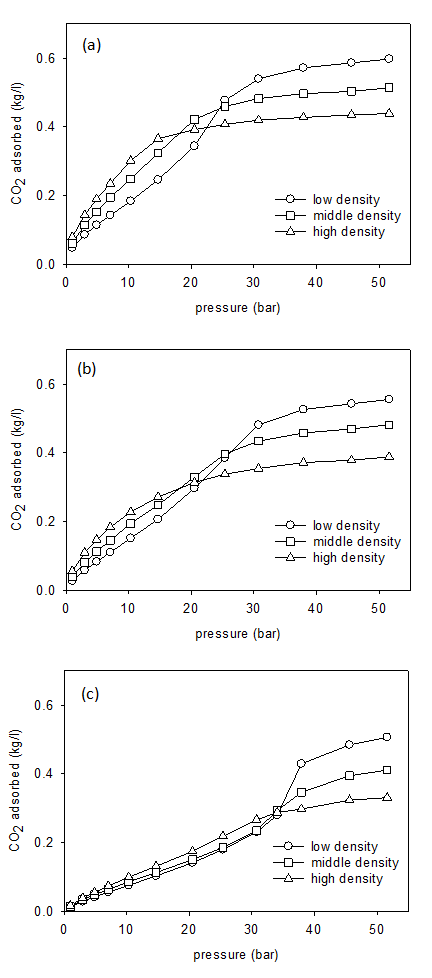 (a)
0.6
0.4
0.2
0.0
CO2 adsorbed (kg/l)
low density
middle density
high density
0 10 20 30 40 50
pressure (bar)
(b)
0.6
0.4
0.2
0.0
CO2 adsorbed (kg/l)
low density
middle density
high density
0 10 20 30 40 50
pressure (bar)
(c)
0.6
0.4
0.2
0.0
CO2 adsorbed (kg/l)
low density
middle density
high density
0 10 20 30 40 50
pressure (bar)